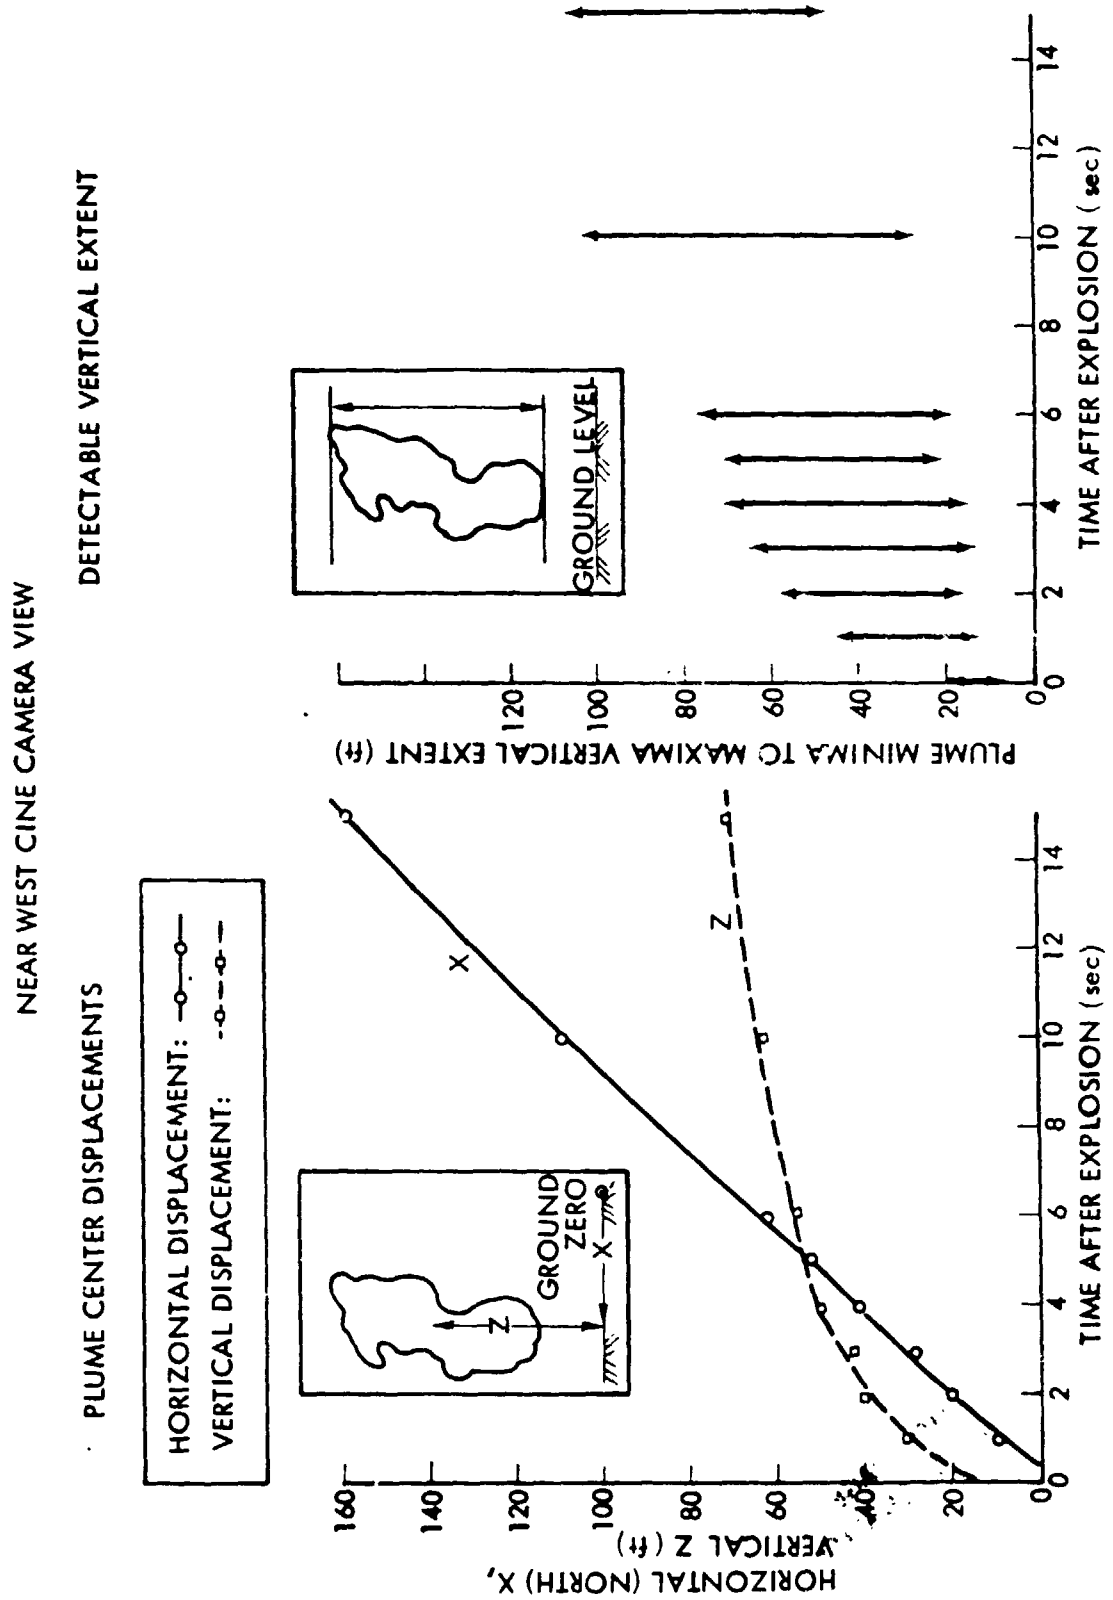 NEAR WEST CINE CAMERA VIEW
PLUME CENTER DISPLACEMENTS
HORIZONTAL DISPLACEMENT:
VERTICAL DISPLACEMENT:
HORIZONTAL (NORTH) X,
VERTICAL Z (ft)
160
140
120
100
80
60
40
20
0
Z
GROUND
ZERO
X
X
Z
0
2
4
6
8
10
12
14
TIME AFTER EXPLOSION (sec)
DETECTABLE VERTICAL EXTENT
PLUME MINIMA TO MAXIMA VERTICAL EXTENT (ft)
120
100
80
60
40
20
0
GROUND LEVEL
0
2
4
6
8
10
12
14
TIME AFTER EXPLOSION (sec)